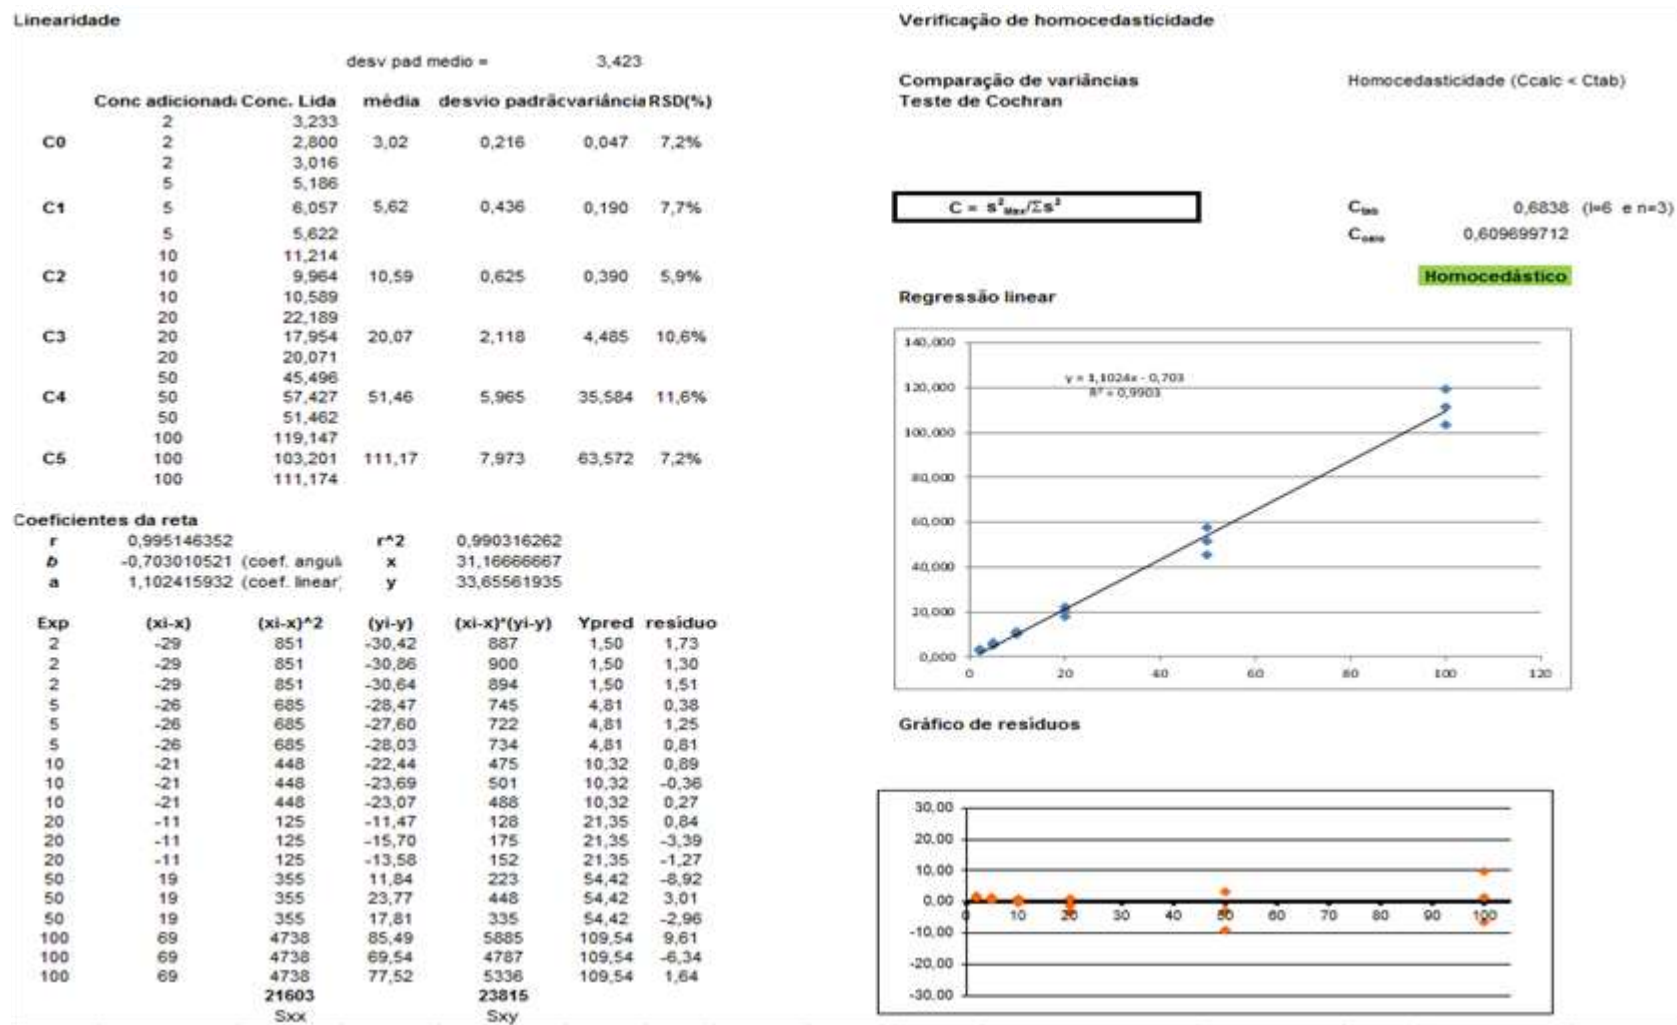 Linearidade
desv pad medio = 3,423
Conc adicionad Conc. Lida média desvio padrãc variância RSD(%)
2 3,233
C0 2 2,800 3,02 0,216 0,047 7,2%
2 3,016
5 5,186
C1 5 6,057 5,62 0,436 0,190 7,7%
5 5,622
10 11,214
C2 10 9,964 10,59 0,625 0,390 5,9%
10 10,589
20 22,189
C3 20 17,954 20,07 2,118 4,485 10,6%
20 20,071
50 45,496
C4 50 57,427 51,46 5,965 35,584 11,6%
50 51,462
100 119,147
C5 100 103,201 111,17 7,973 63,572 7,2%
100 111,174
Coeficientes da reta
r 0,995146352 r^2 0,990316262
b -0,703010521 (coef. angul x 31,16666667
a 1,102415932 (coef. linear) y 33,65561935
Exp (xi-x) (xi-x)^2 (yi-y) (xi-x)*(yi-y) Ypred resíduo
2 -29 851 -30,42 887 1,50 1,73
2 -29 851 -30,86 900 1,50 1,30
2 -29 851 -30,64 894 1,50 1,51
5 -26 685 -28,47 745 4,81 0,38
5 -26 685 -27,60 722 4,81 1,25
5 -26 685 -28,03 734 4,81 0,81
10 -21 448 -22,44 475 10,32 0,89
10 -21 448 -23,69 501 10,32 -0,36
10 -21 448 -23,07 488 10,32 0,27
20 -11 125 -11,47 128 21,35 0,84
20 -11 125 -15,70 175 21,35 -3,39
20 -11 125 -13,58 152 21,35 -1,27
50 19 355 11,84 223 54,42 -8,92
50 19 355 23,77 448 54,42 3,01
50 19 355 17,81 335 54,42 -2,96
100 69 4738 85,49 5885 109,54 9,61
100 69 4738 69,54 4787 109,54 -6,34
100 69 4738 77,52 5336 109,54 1,64
21603 23815
Sxx Sxy
Verificação de homocedasticidade
Comparação de variâncias Homocedasticidade (Ccalc < Ctab)
Teste de Cochran
C = s²Max/Σs² Ctab 0,6838 (l=6 e n=3)
Ccalc 0,609699712
Homocedástico
Regressão linear
140,000
y = 1,1024x - 0,703
R² = 0,9903
120,000
100,000
80,000
60,000
40,000
20,000
0,000
0 20 40 60 80 100 120
Gráfico de resíduos
30,00
20,00
10,00
0,00
0 10 20 30 40 50 60 70 80 90 100
-10,00
-20,00
-30,00